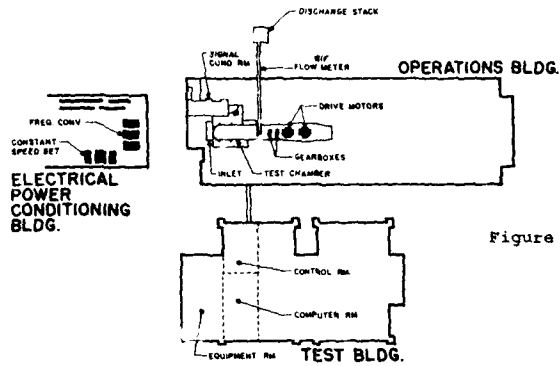 DISCHARGE STACK
SIGNAL
COND RM
BIF
FLOW METER
OPERATIONS BLDG.
DRIVE MOTORS
FREQ. CONV
CONSTANT
SPEED SET
GEARBOXES
INLET
TEST CHAMBER
ELECTRICAL
POWER
CONDITIONING
BLDG.
Figure
CONTROL RM
COMPUTER RM
EQUIPMENT RM
TEST BLDG.